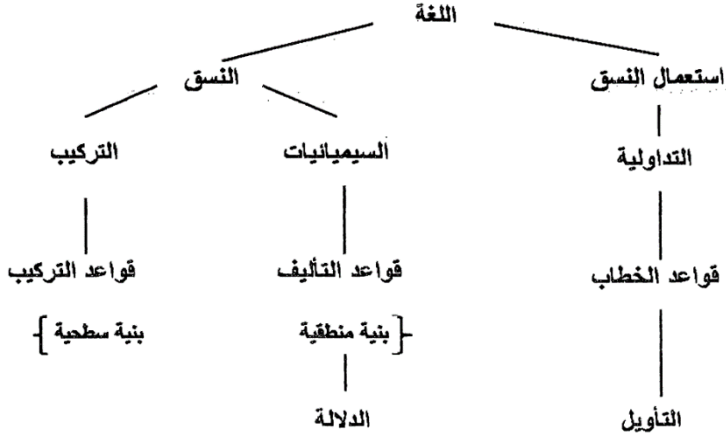 اللغة
استعمال النسق
النسق
التداولية
السيميائيات
التركيب
قواعد الخطاب
قواعد التأليف
قواعد التركيب
بنية منطقية
بنية سطحية
التأويل
الدلالة